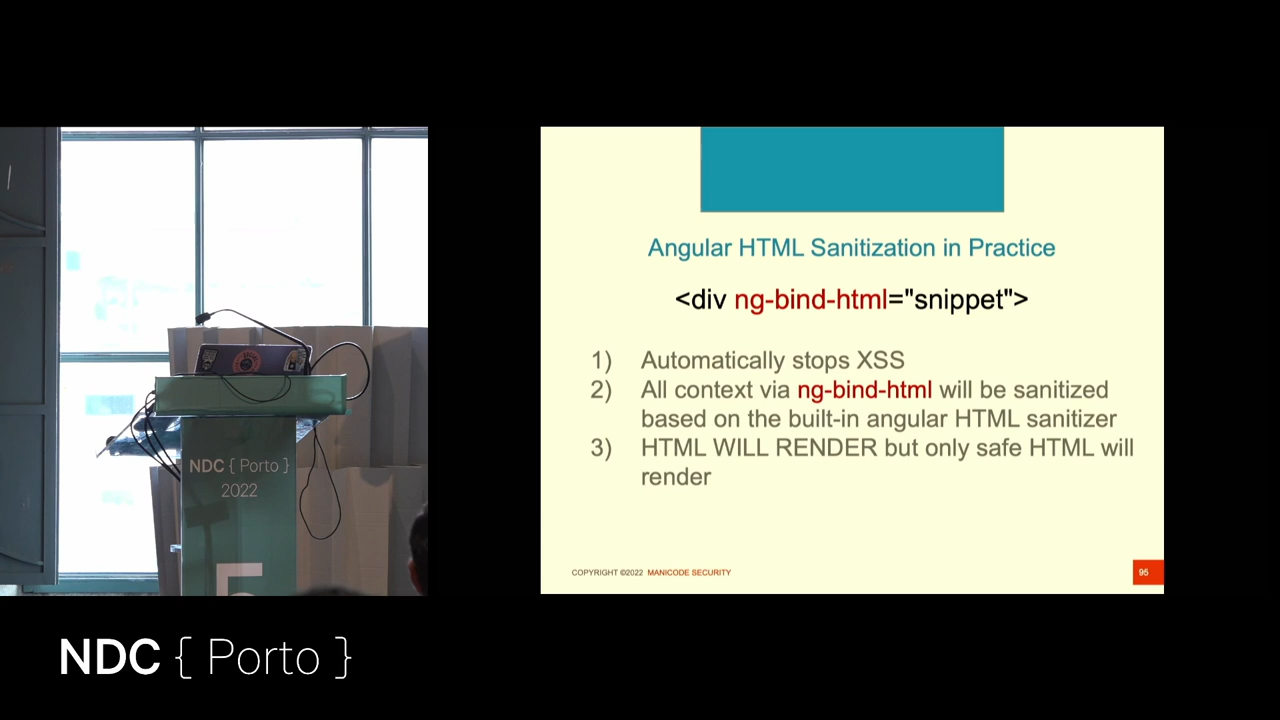 Angular HTML Sanitization in Practice
<div ng-bind-html="snippet">
1) Automatically stops XSS
2) All context via ng-bind-html will be sanitized
based on the built-in angular HTML sanitizer
3) HTML WILL RENDER but only safe HTML will
render
COPYRIGHT ©2022 MANICODE SECURITY
95
NDC { Porto }
2022
5
NDC { Porto }